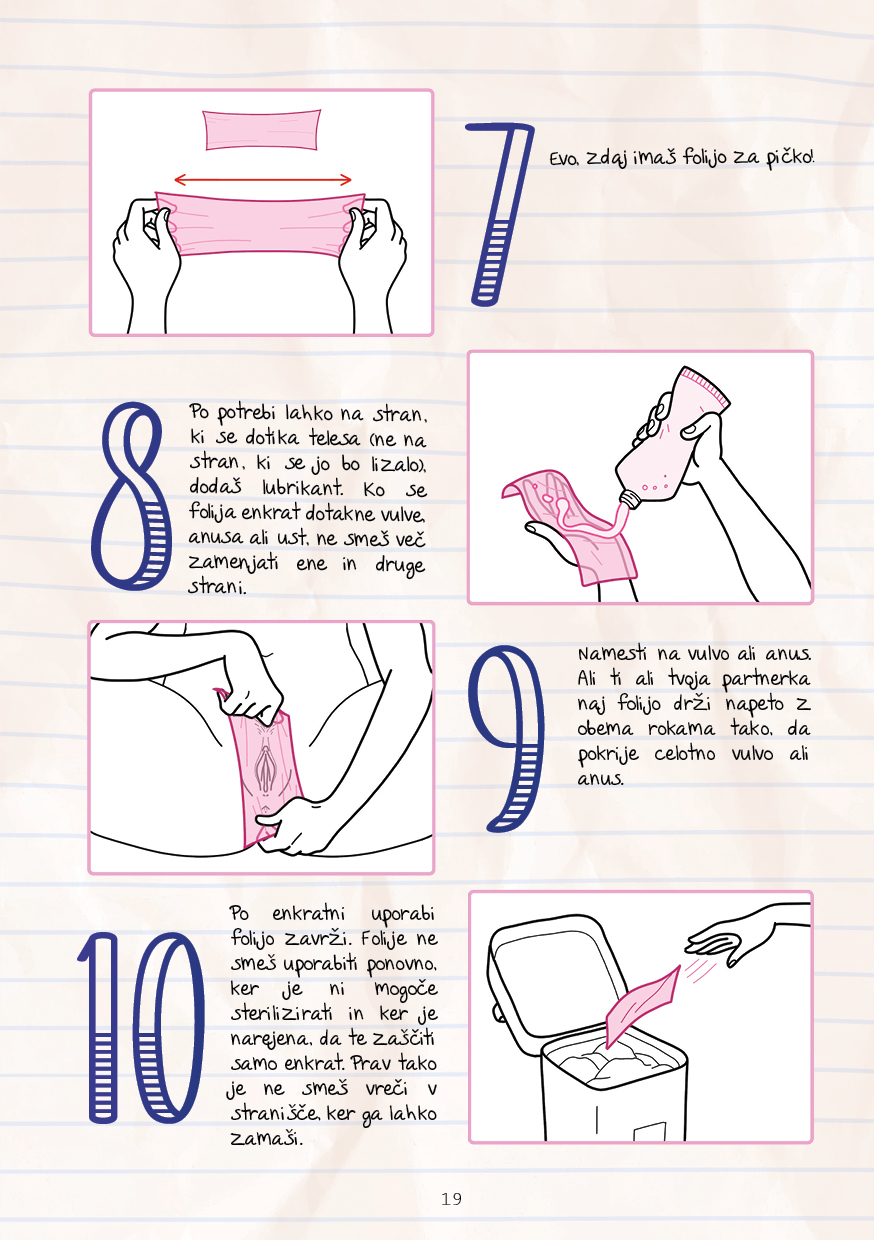 7
Evo, zdaj imaš folijo za pičko!
8
Po potrebi lahko na stran,
ki se dotika telesa (ne na
stran, ki se jo bo lizalo),
dodaš lubrikant. Ko se
folija enkrat dotakne vulve,
anusa ali ust, ne smeš več
zamenjati ene in druge
strani.
9
Namesti na vulvo ali anus.
Ali ti ali tvoja partnerka
naj folijo drži napeto z
obema rokama tako, da
pokrije celotno vulvo ali
anus.
10
Po enkratni uporabi
folijo zavrži. Folije ne
smeš uporabiti ponovno,
ker je ni mogoče
sterilizirati in ker je
narejena, da te zaščiti
samo enkrat. Prav tako
je ne smeš vreči v
stranišče, ker ga lahko
zamaši.
19